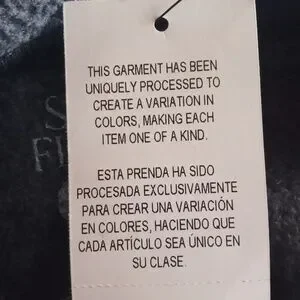 THIS GARMENT HAS BEEN
UNIQUELY PROCESSED TO
CREATE A VARIATION IN
COLORS, MAKING EACH
ITEM ONE OF A KIND.
ESTA PRENDA HA SIDO
PROCESADA EXCLUSIVAMENTE
PARA CREAR UNA VARIACIÓN
EN COLORES, HACIENDO QUE
CADA ARTÍCULO SEA ÚNICO EN
SU CLASE.